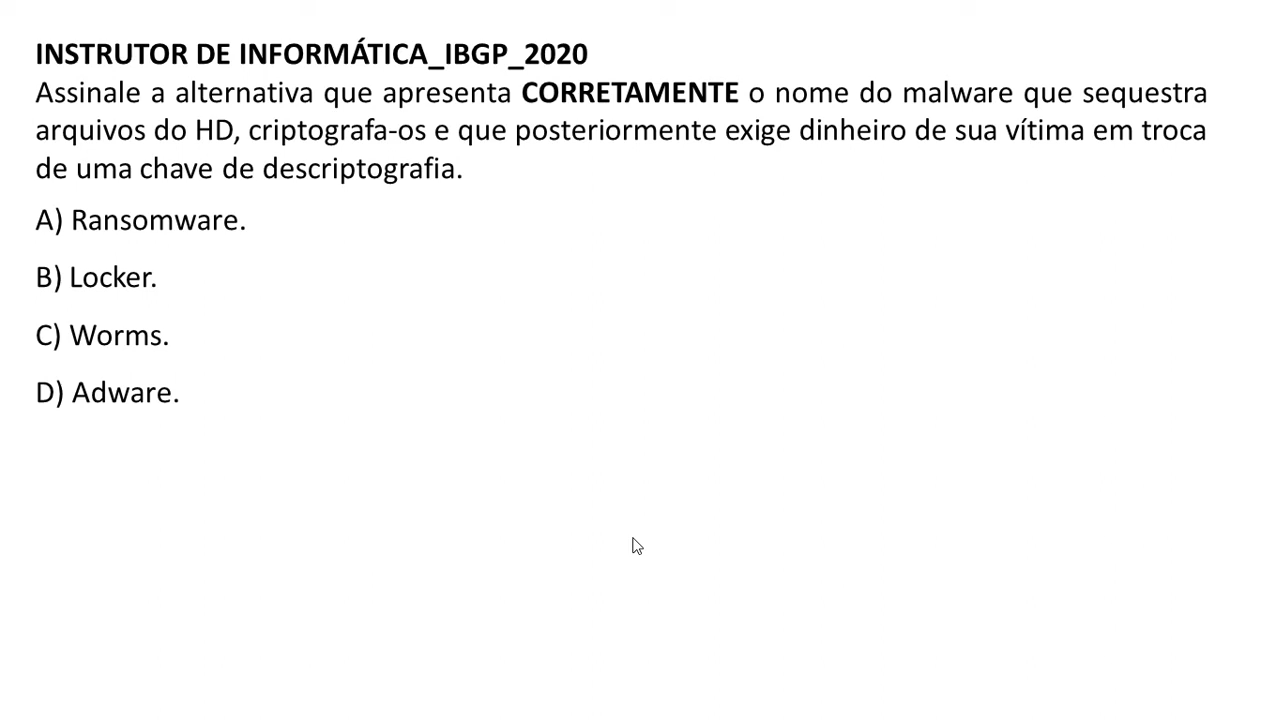 INSTRUTOR DE INFORMÁTICA_IBGP_2020
Assinale a alternativa que apresenta CORRETAMENTE o nome do malware que sequestra
arquivos do HD, criptografa-os e que posteriormente exige dinheiro de sua vítima em troca
de uma chave de descriptografia.
A) Ransomware.
B) Locker.
C) Worms.
D) Adware.